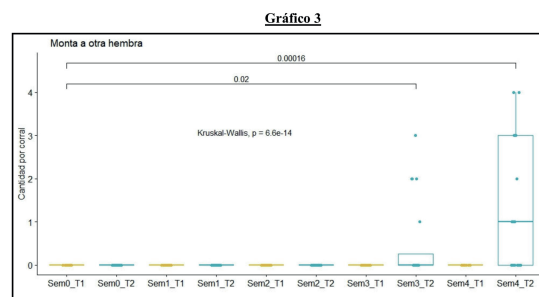 Gráfico 3
Monta a otra hembra
0.00016
0.02
Kruskal-Wallis, p = 6.6e-14
Cantidad por corral
4
3
2
1
0
Sem0_T1 Sem0_T2 Sem1_T1 Sem1_T2 Sem2_T1 Sem2_T2 Sem3_T1 Sem3_T2 Sem4_T1 Sem4_T2